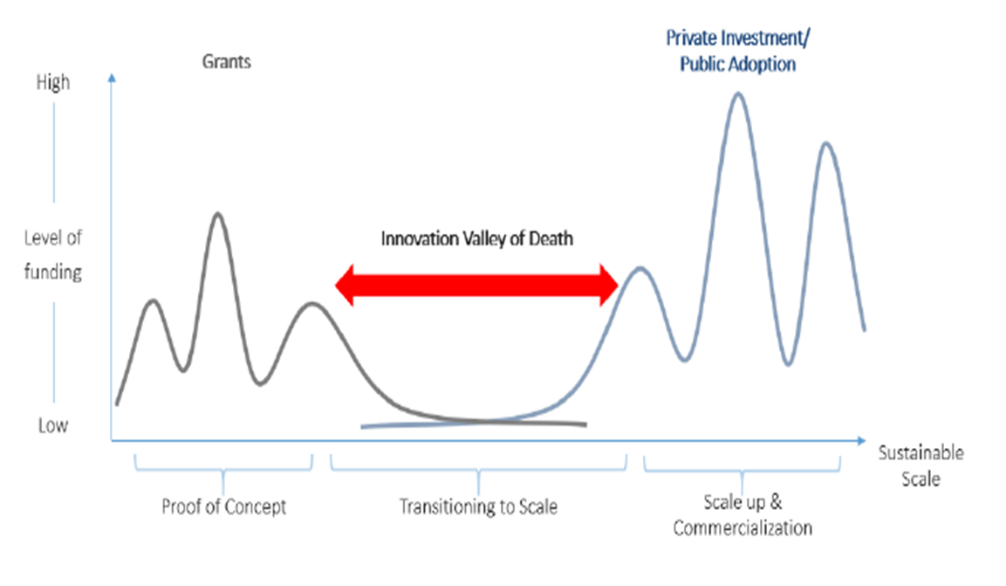 Private Investment/
Public Adoption
Grants
High
Level of
funding
Innovation Valley of Death
Low
Sustainable
Scale
Proof of Concept
Transitioning to Scale
Scale up &
Commercialization